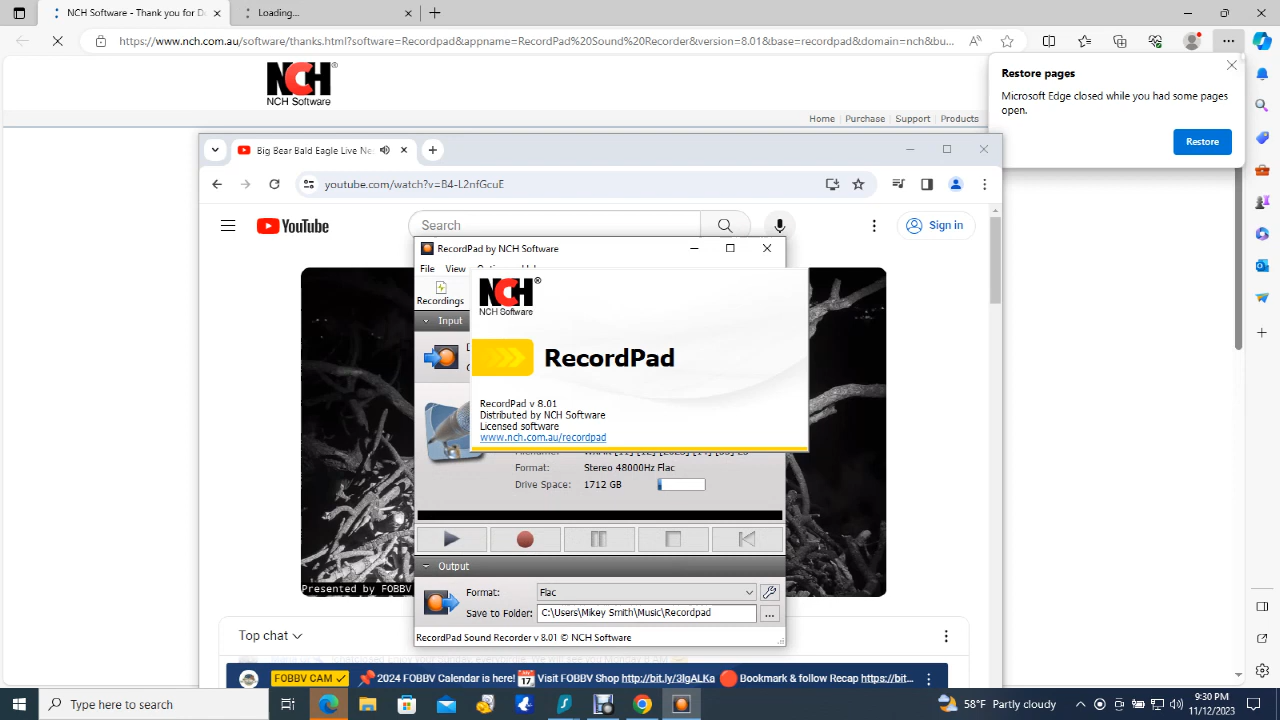 NCH Software - Thank you for Do
Loading...
https://www.nch.com.au/software/thanks.html?software=Recordpad&appname=RecordPad%20Sound%20Recorder&version=8.01&base=recordpad&domain=nch&bu...
Restore pages
Microsoft Edge closed while you had some pages
open.
Restore
NCH®
NCH Software
Home | Purchase | Support | Products
Big Bear Bald Eagle Live Ne
youtube.com/watch?v=B4-L2nfGcuE
YouTube
Search
Sign in
RecordPad by NCH Software
File View
Recordings
Input
NCH®
NCH Software
RecordPad
RecordPad v 8.01
Distributed by NCH Software
Licensed software
www.nch.com.au/recordpad
Format: Stereo 48000Hz Flac
Drive Space: 1712 GB
Output
Format: Flac
Save to Folder: C:\Users\Mikey Smith\Music\Recordpad
...
RecordPad Sound Recorder v 8.01 © NCH Software
Presented by FOBBV
Top chat
FOBBV CAM ✓ 📌2024 FOBBV Calendar is here! 📅 Visit FOBBV Shop http://bit.ly/3lgALKa 🔴 Bookmark & follow Recap https://bit...
Type here to search
58°F Partly cloudy
9:30 PM
11/12/2023